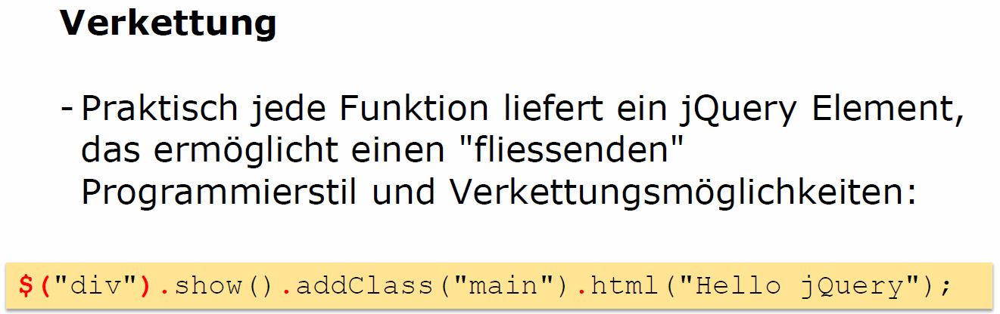 Verkettung
- Praktisch jede Funktion liefert ein jQuery Element,
das ermöglicht einen "fliessenden"
Programmierstil und Verkettungsmöglichkeiten:
$("div").show().addClass("main").html("Hello jQuery");